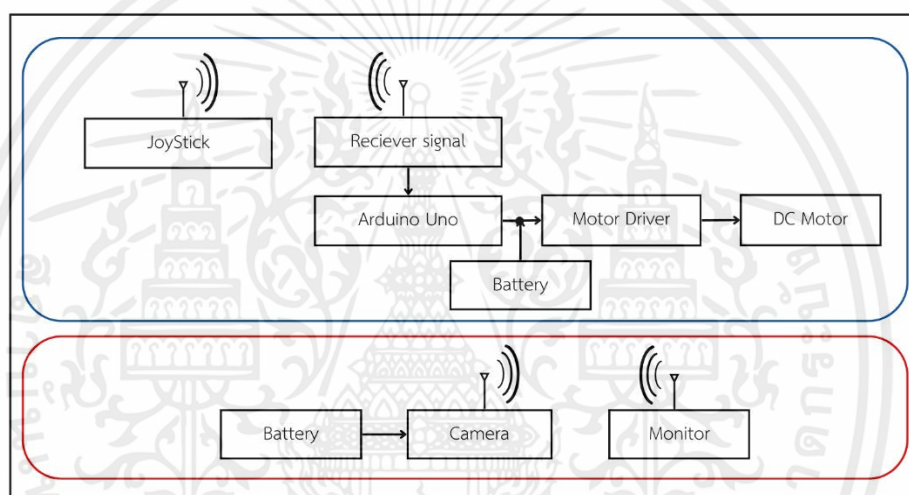 JoyStick
Reciever signal
Arduino Uno
Motor Driver
DC Motor
Battery
Battery
Camera
Monitor